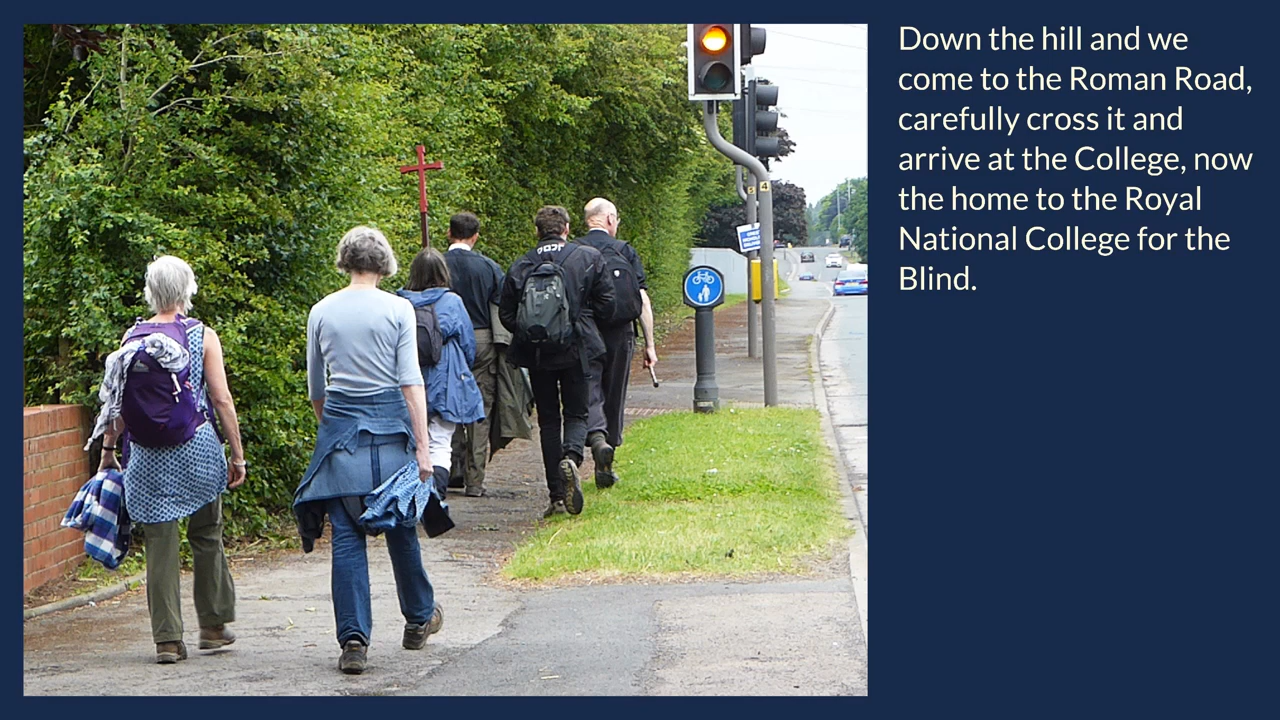 Down the hill and we
come to the Roman Road,
carefully cross it and
arrive at the College, now
the home to the Royal
National College for the
Blind.
4